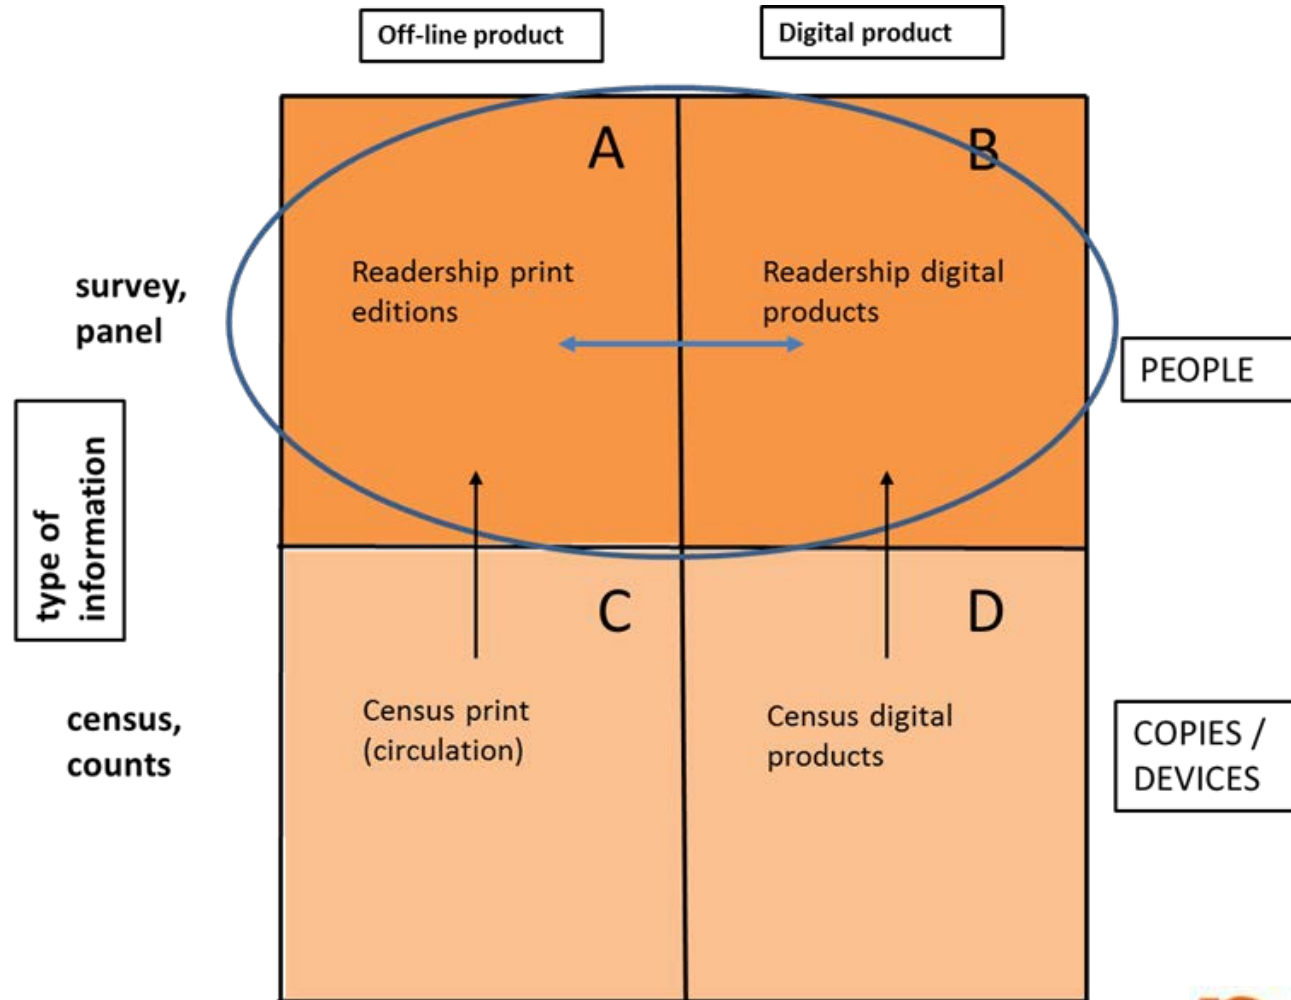 Off-line product
Digital product
A
B
survey,
panel
Readership print
editions
Readership digital
products
PEOPLE
type of
information
C
D
census,
counts
Census print
(circulation)
Census digital
products
COPIES /
DEVICES